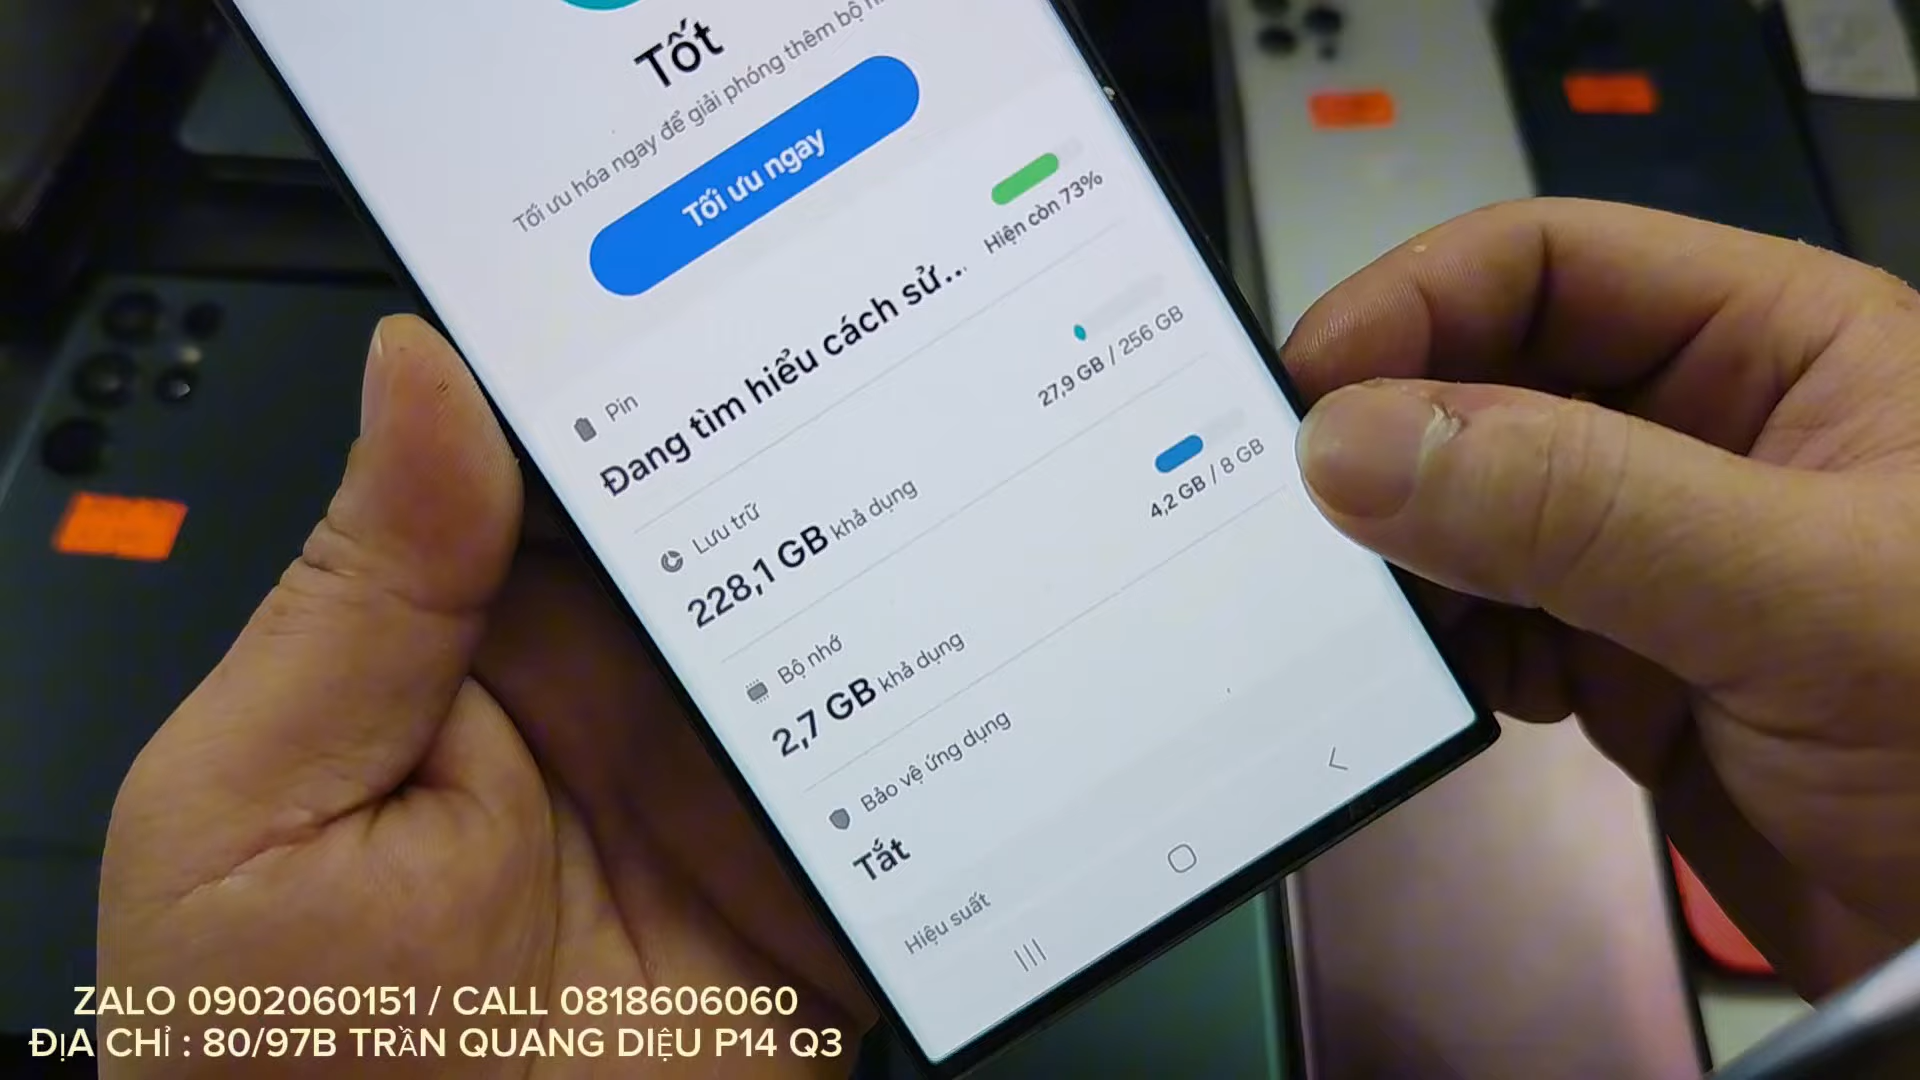 Tốt
Tối ưu hóa ngay để giải phóng thêm bộ
Tối ưu ngay
Pin
Đang tìm hiểu cách sử...
Hiện còn 73%
Lưu trữ
228,1 GB khả dụng
27,9 GB / 256 GB
Bộ nhớ
2,7 GB khả dụng
4,2 GB / 8 GB
Bảo vệ ứng dụng
Tắt
Hiệu suất
ZALO 0902060151 / CALL 0818606060
ĐỊA CHỈ : 80/97B TRẦN QUANG DIỆU P14 Q3